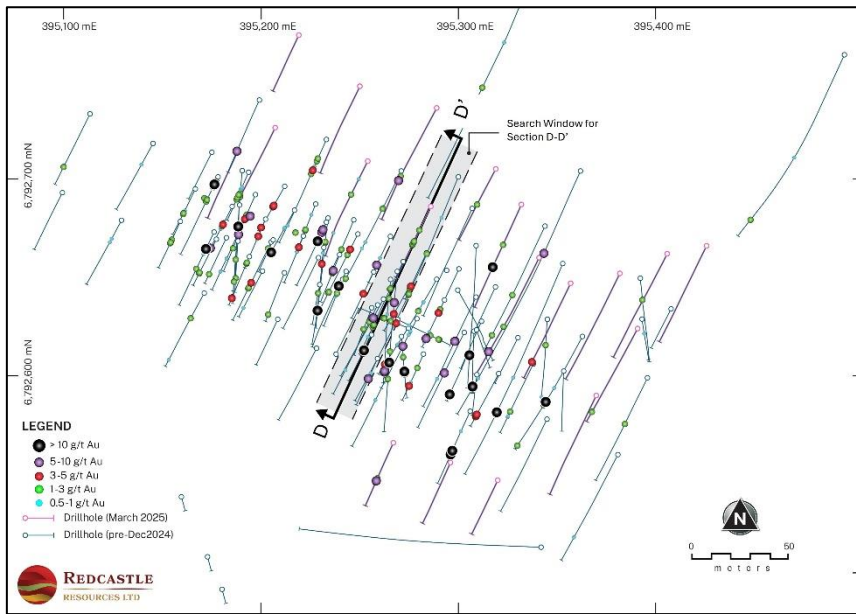 395,100 mE
395,200 mE
395,300 mE
395,400 mE
D'
Search Window for
Section D-D'
6,792,700 mN
6,792,600 mN
D
LEGEND
> 10 g/t Au
5-10 g/t Au
3-5 g/t Au
1-3 g/t Au
0.5-1 g/t Au
Drillhole (March 2025)
Drillhole (pre-Dec2024)
N
0
50
meters
REDCASTLE
RESOURCES LTD